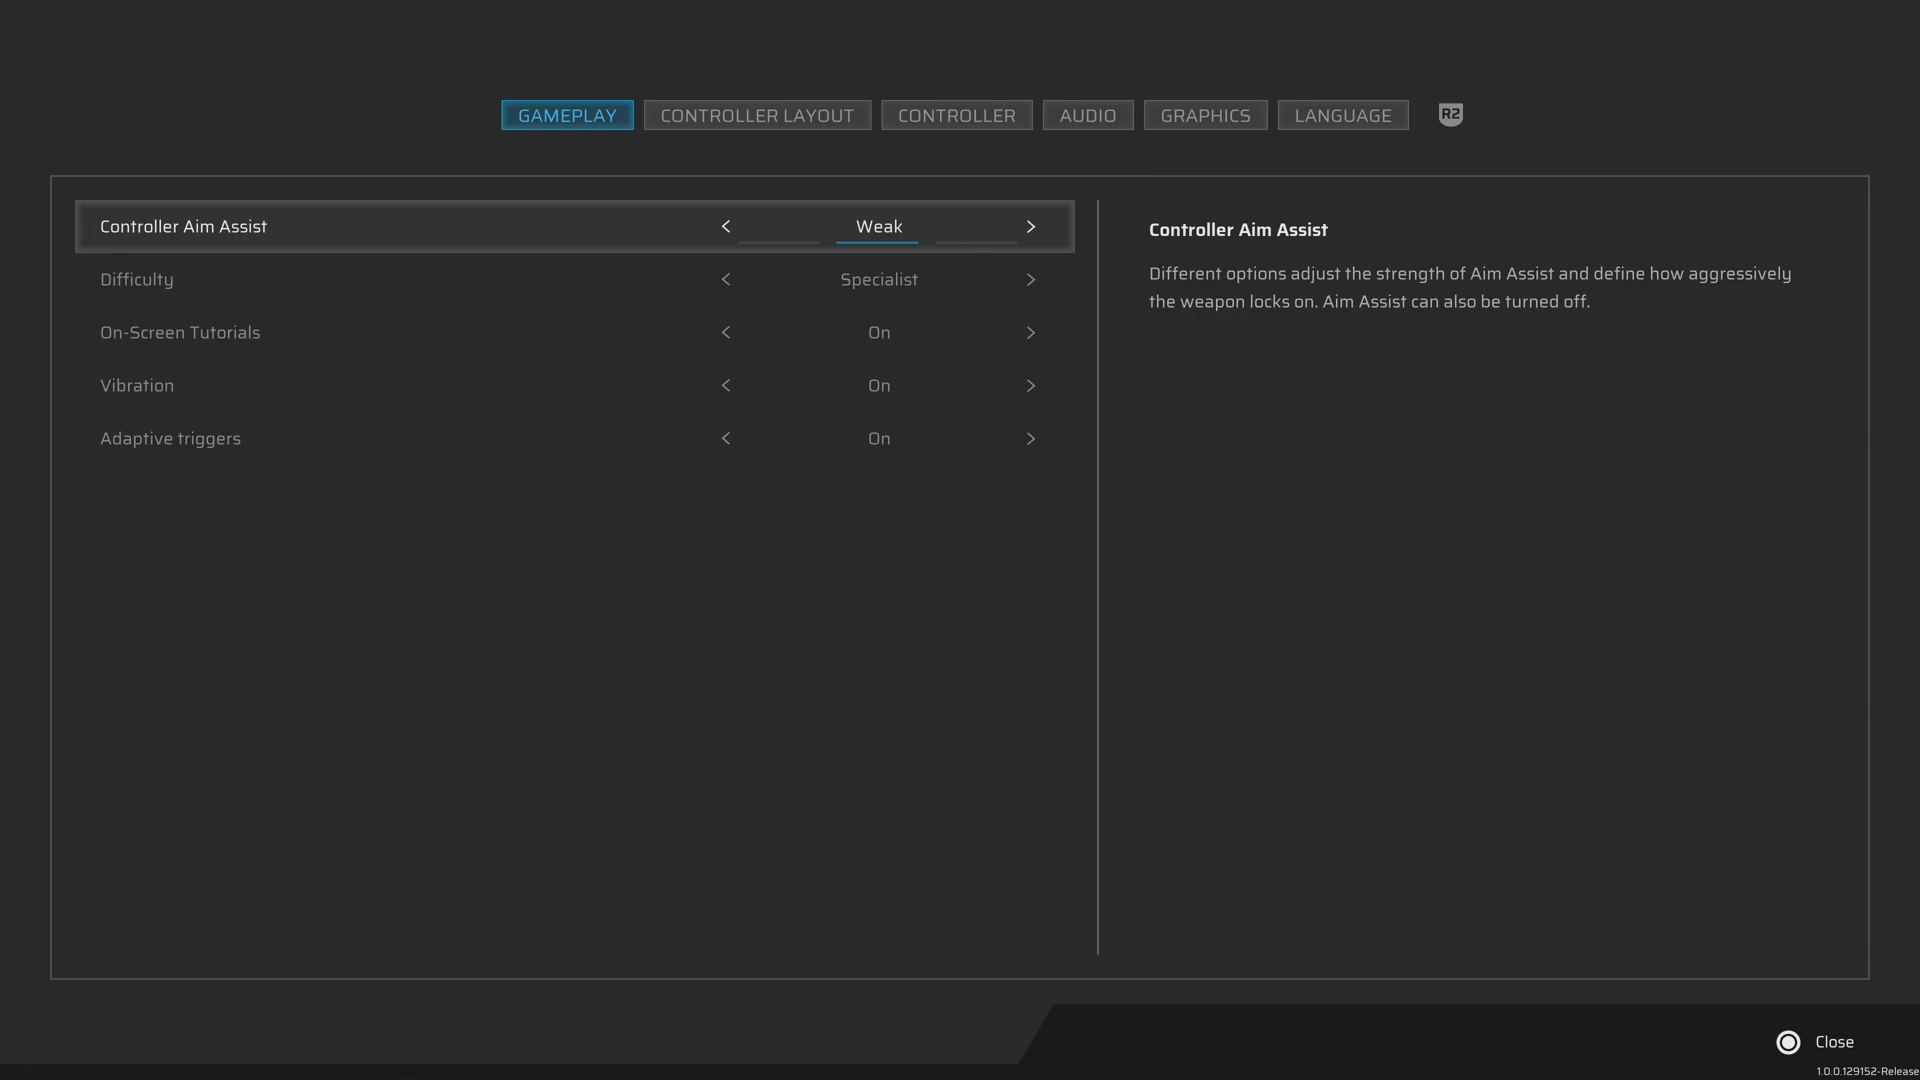 GAMEPLAY CONTROLLER LAYOUT CONTROLLER AUDIO GRAPHICS LANGUAGE R2
Controller Aim Assist < Weak >
Difficulty < Specialist >
On-Screen Tutorials < On >
Vibration < On >
Adaptive triggers < On >
Controller Aim Assist
Different options adjust the strength of Aim Assist and define how aggressively
the weapon locks on. Aim Assist can also be turned off.
Close
1.0.0.129152-Release